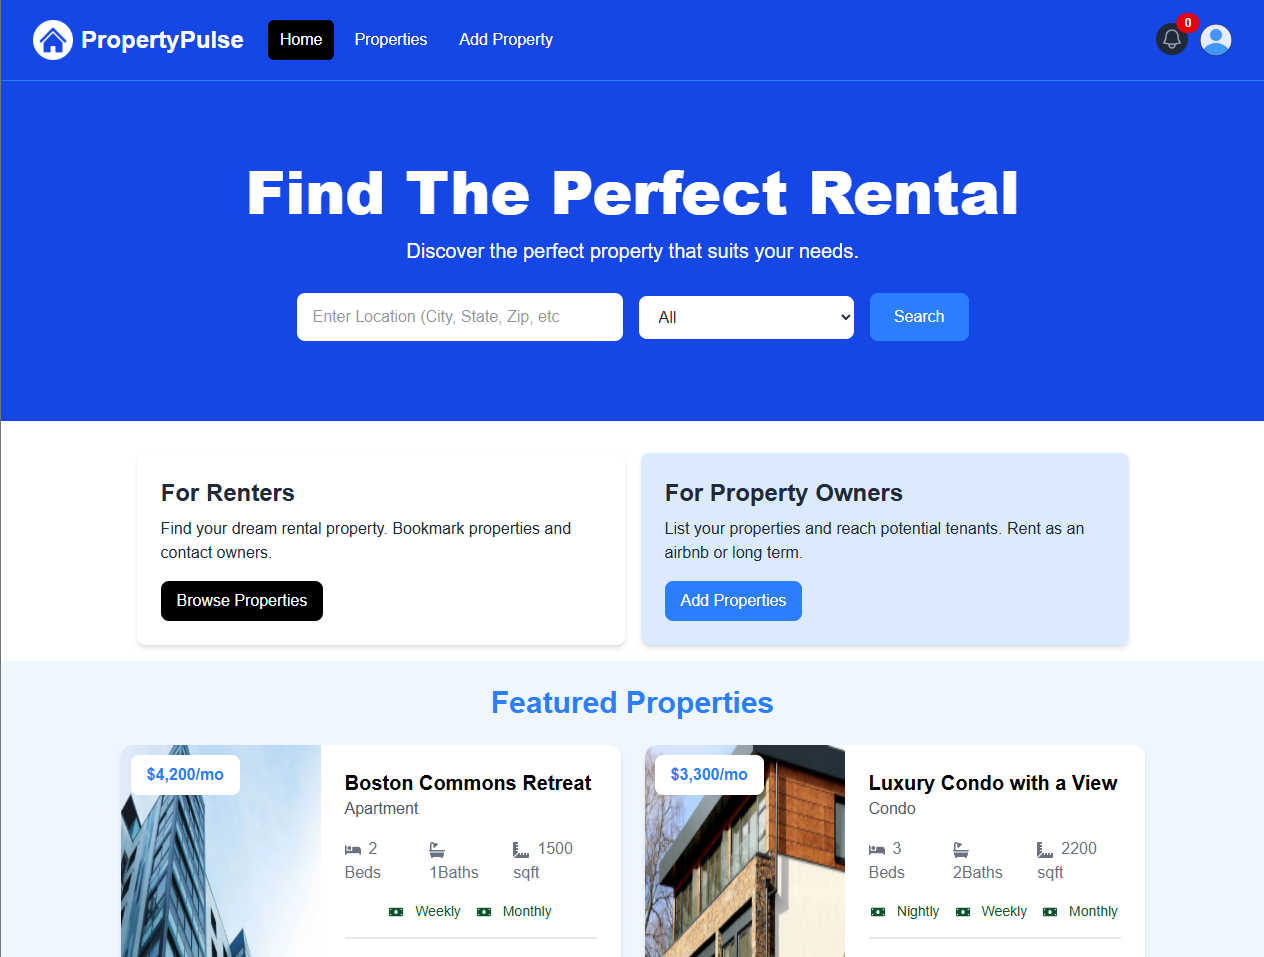 PropertyPulse
Home
Properties
Add Property
0
Find The Perfect Rental
Discover the perfect property that suits your needs.
Enter Location (City, State, Zip, etc
All
Search
For Renters
Find your dream rental property. Bookmark properties and
contact owners.
Browse Properties
For Property Owners
List your properties and reach potential tenants. Rent as an
airbnb or long term.
Add Properties
Featured Properties
$4,200/mo
Boston Commons Retreat
Apartment
2
Beds
1Baths
1500
sqft
Weekly
Monthly
$3,300/mo
Luxury Condo with a View
Condo
3
Beds
2Baths
2200
sqft
Nightly
Weekly
Monthly